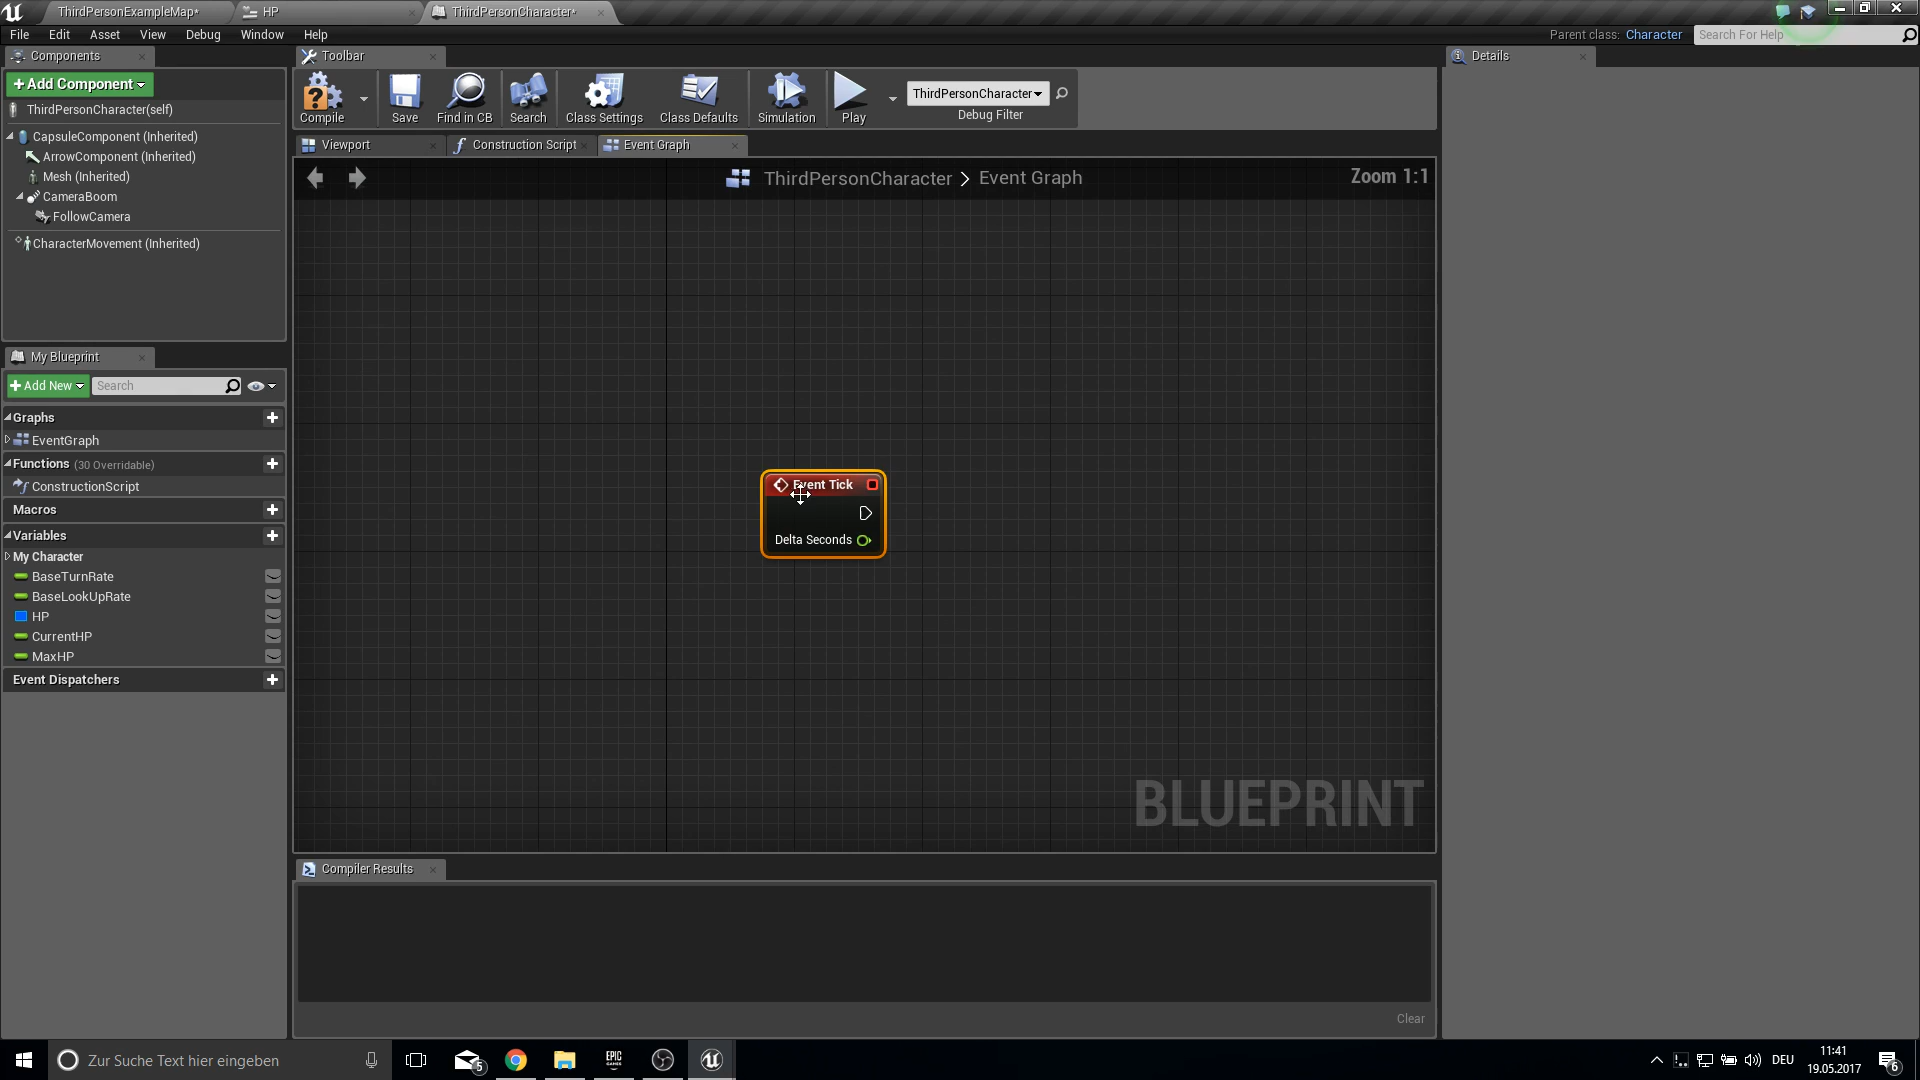 ThirdPersonExampleMap*
HP
ThirdPersonCharacter*
File Edit Asset View Debug Window Help
Parent class: Character
Search For Help
Components
Toolbar
Details
+Add Component
ThirdPersonCharacter(self)
CapsuleComponent (Inherited)
ArrowComponent (Inherited)
Mesh (Inherited)
CameraBoom
FollowCamera
CharacterMovement (Inherited)
Compile
Save
Find in CB
Search
Class Settings
Class Defaults
Simulation
Play
ThirdPersonCharacter
Debug Filter
Viewport
Construction Script
Event Graph
ThirdPersonCharacter > Event Graph
Zoom 1:1
My Blueprint
+Add New
Search
Graphs
EventGraph
Functions (30 Overridable)
ConstructionScript
Macros
Variables
My Character
BaseTurnRate
BaseLookUpRate
HP
CurrentHP
MaxHP
Event Dispatchers
Event Tick
Delta Seconds
BLUEPRINT
Compiler Results
Clear
Zur Suche Text hier eingeben
5
EPIC
GAMES
DEU
11:41
19.05.2017
6